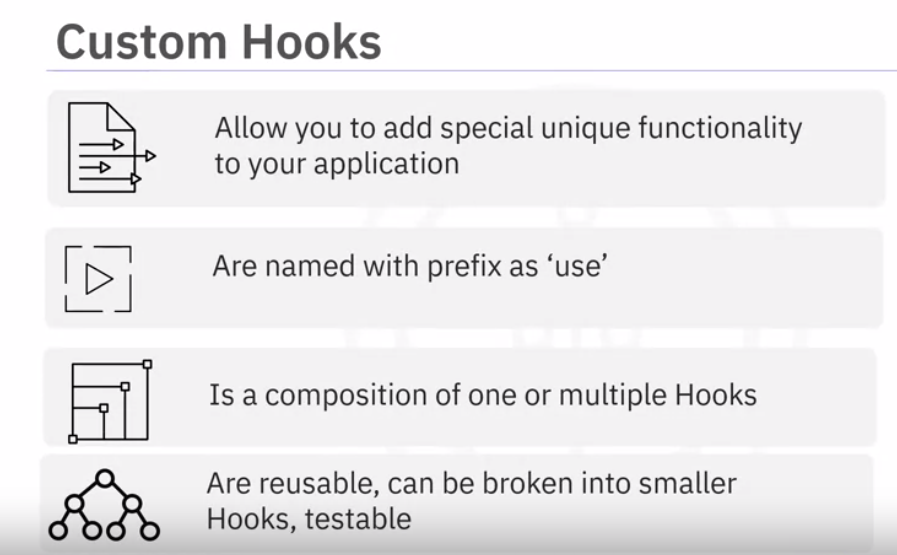 Custom Hooks
Allow you to add special unique functionality
to your application
Are named with prefix as ‘use’
Is a composition of one or multiple Hooks
Are reusable, can be broken into smaller
Hooks, testable